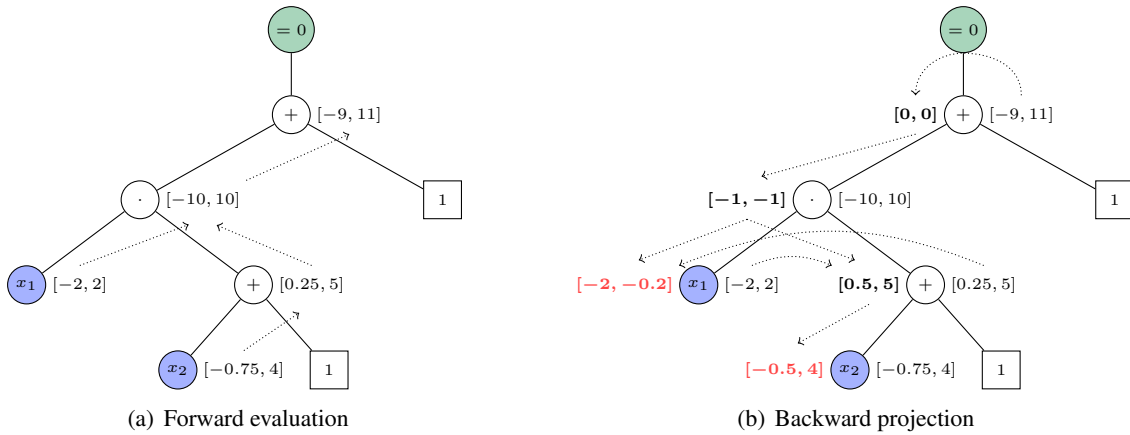 = 0
+ [−9, 11]
· [−10, 10] 1
x₁ [−2, 2] + [0.25, 5]
x₂ [−0.75, 4] 1
(a) Forward evaluation
= 0
[0, 0] + [−9, 11]
[−1, −1] · [−10, 10] 1
[−2, −0.2] x₁ [−2, 2] [0.5, 5] + [0.25, 5]
[−0.5, 4] x₂ [−0.75, 4] 1
(b) Backward projection